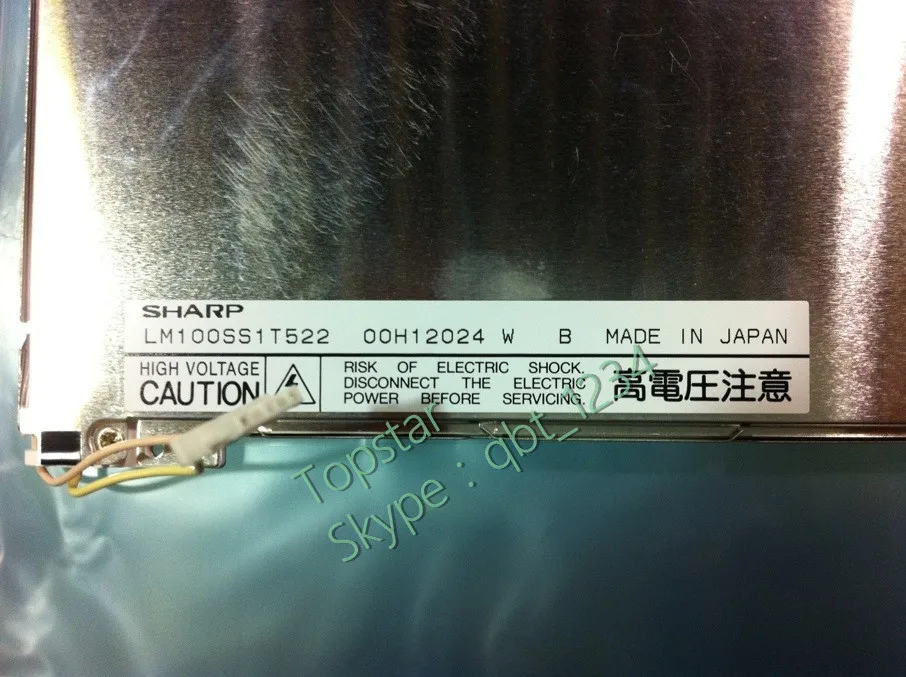 SHARP
LM100SS1T522 00H12024 W B MADE IN JAPAN
HIGH VOLTAGE
CAUTION
RISK OF ELECTRIC SHOCK.
DISCONNECT THE ELECTRIC
POWER BEFORE SERVICING.
高電圧注意
Topstar
Skype : qbt_1234